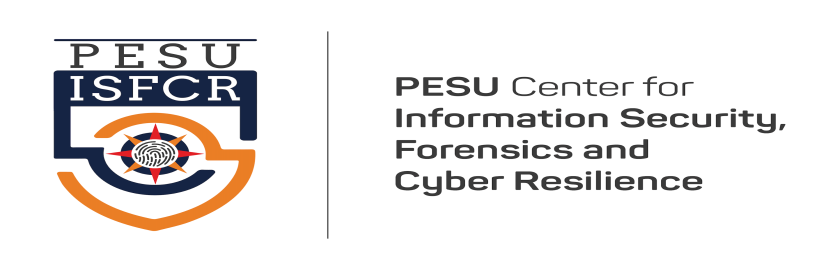 PESU
ISFCR
PESU Center for
Information Security,
Forensics and
Cyber Resilience